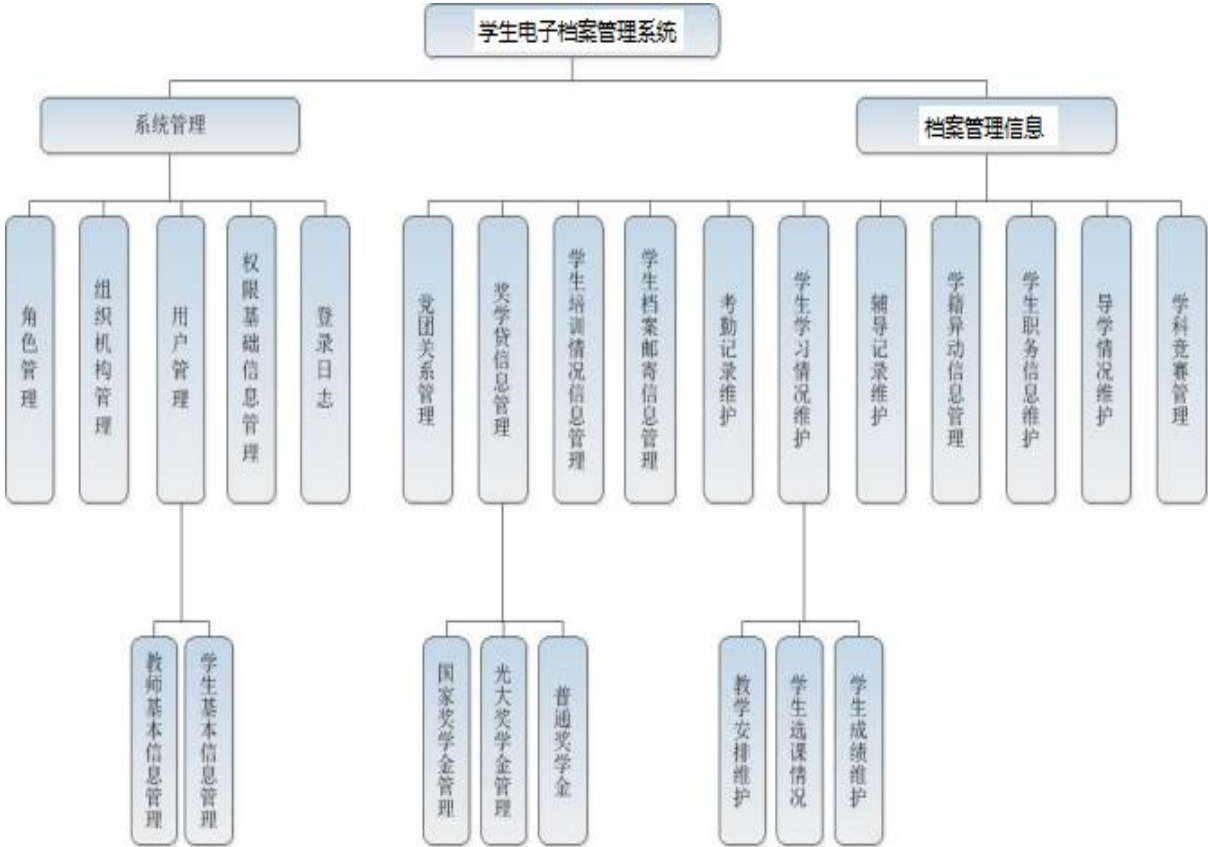 学生电子档案管理系统
系统管理
档案管理信息
角色管理
组织机构管理
用户管理
权限基础信息管理
登录日志
党团关系管理
奖学贷信息管理
学生培训情况信息管理
学生档案邮寄信息管理
考勤记录维护
学生学习情况维护
辅导记录维护
学籍异动信息管理
学生职务信息维护
导学情况维护
学科竞赛管理
教师基本信息管理
学生基本信息管理
国家奖学金管理
光大奖学金管理
普通奖学金
教学安排维护
学生选课情况
学生成绩维护